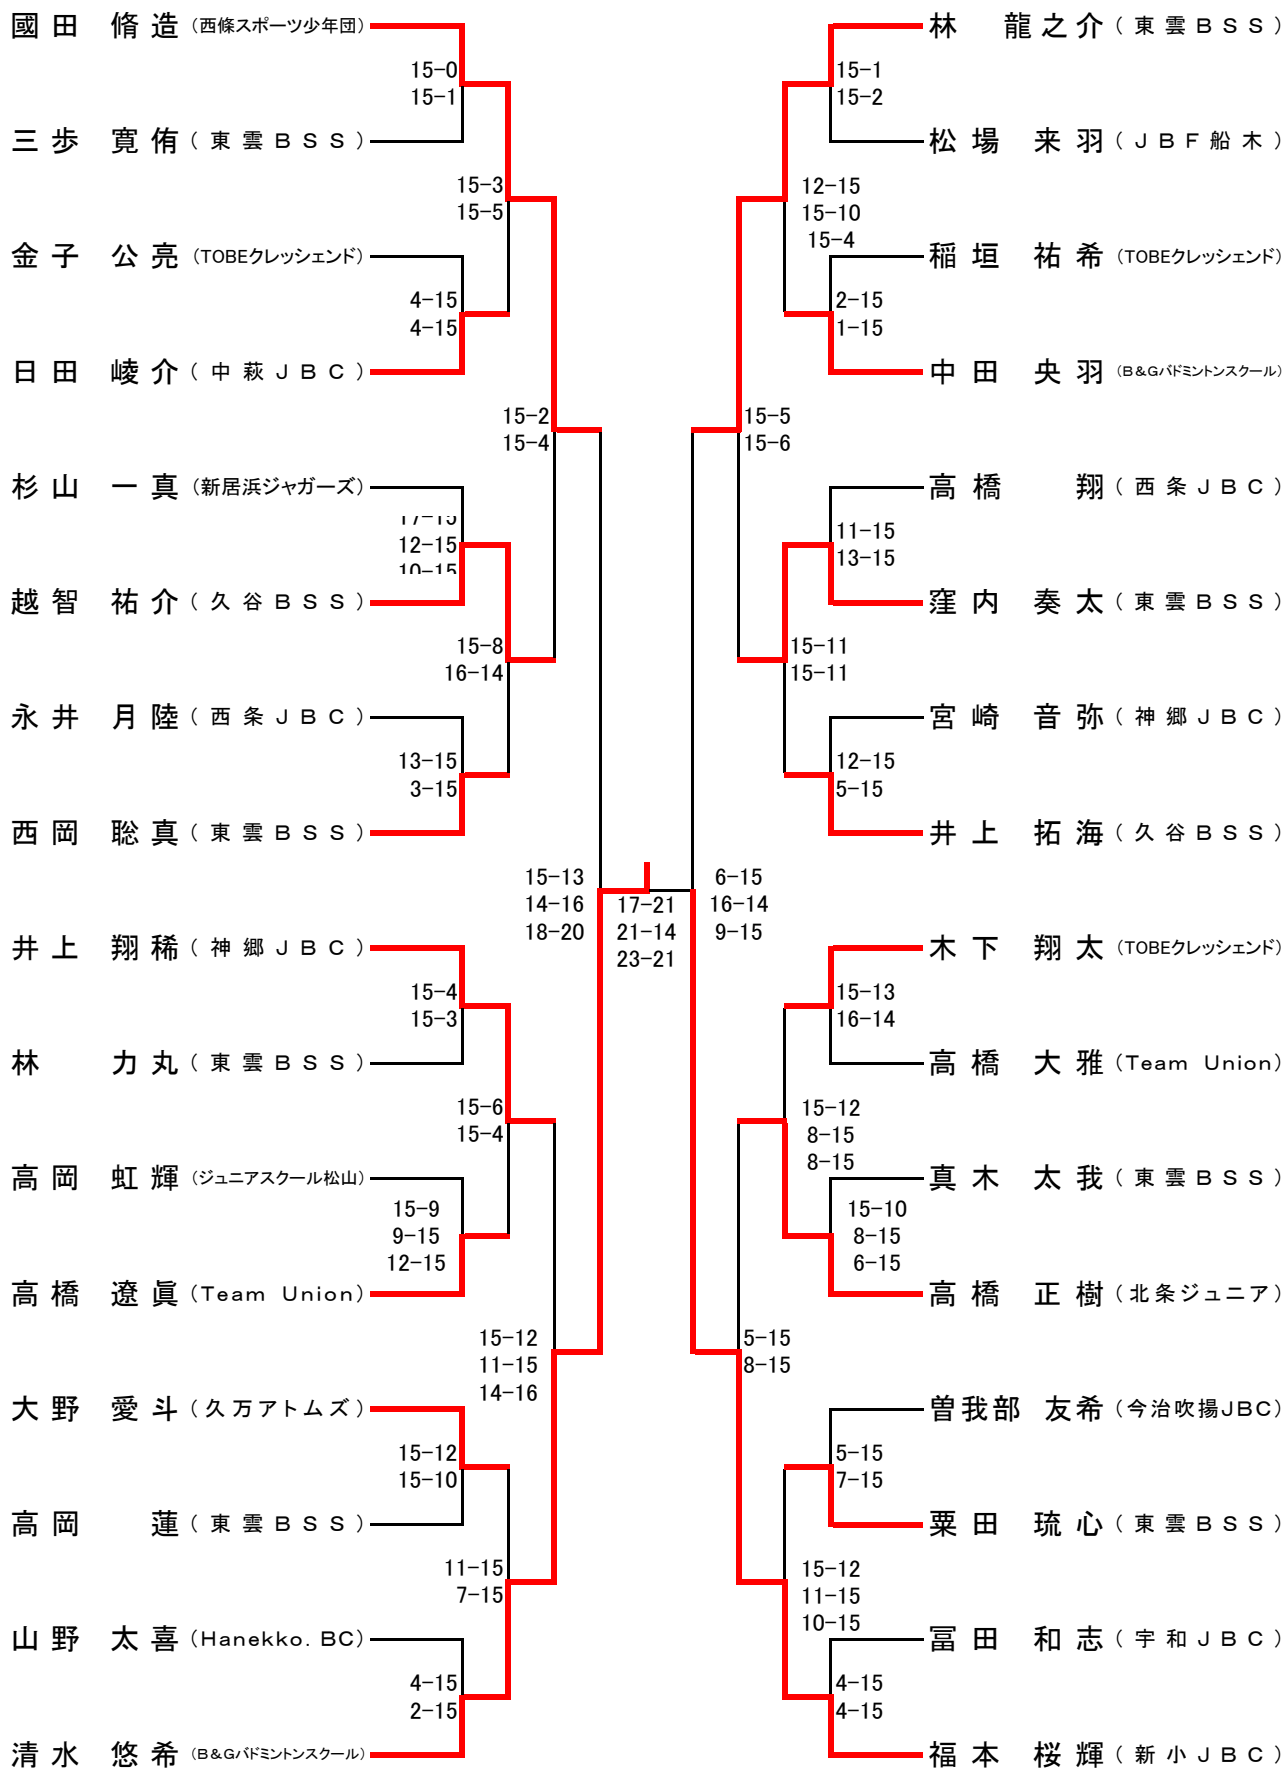 國田 脩造 (西條スポーツ少年団)
15-0
15-1
三歩 寛侑 (東雲BSS)
15-3
15-5
金子 公亮 (TOBEクレッシェンド)
4-15
4-15
日田 崚介 (中萩JBC)
15-2
15-4
杉山 一真 (新居浜ジャガーズ)
17-15
12-15
10-15
越智 祐介 (久谷BSS)
15-8
16-14
永井 月陸 (西条JBC)
13-15
3-15
西岡 聡真 (東雲BSS)
15-13
14-16
18-20
井上 翔稀 (神郷JBC)
15-4
15-3
林 力丸 (東雲BSS)
15-6
15-4
高岡 虹輝 (ジュニアスクール松山)
15-9
9-15
12-15
高橋 遼眞 (Team Union)
15-12
11-15
14-16
大野 愛斗 (久万アトムズ)
15-12
15-10
高岡 蓮 (東雲BSS)
11-15
7-15
山野 太喜 (Hanekko. BC)
4-15
2-15
清水 悠希 (B&Gバドミントンスクール)
17-21
21-14
23-21
林 龍之介 (東雲BSS)
15-1
15-2
松場 来羽 (JBF船木)
12-15
15-10
15-4
稲垣 祐希 (TOBEクレッシェンド)
2-15
1-15
中田 央羽 (B&Gバドミントンスクール)
15-5
15-6
高橋 翔 (西条JBC)
11-15
13-15
窪内 奏太 (東雲BSS)
15-11
15-11
宮崎 音弥 (神郷JBC)
12-15
5-15
井上 拓海 (久谷BSS)
6-15
16-14
9-15
木下 翔太 (TOBEクレッシェンド)
15-13
16-14
高橋 大雅 (Team Union)
15-12
8-15
8-15
真木 太我 (東雲BSS)
15-10
8-15
6-15
高橋 正樹 (北条ジュニア)
5-15
8-15
曽我部 友希 (今治吹揚JBC)
5-15
7-15
粟田 琉心 (東雲BSS)
15-12
11-15
10-15
冨田 和志 (宇和JBC)
4-15
4-15
福本 桜輝 (新小JBC)